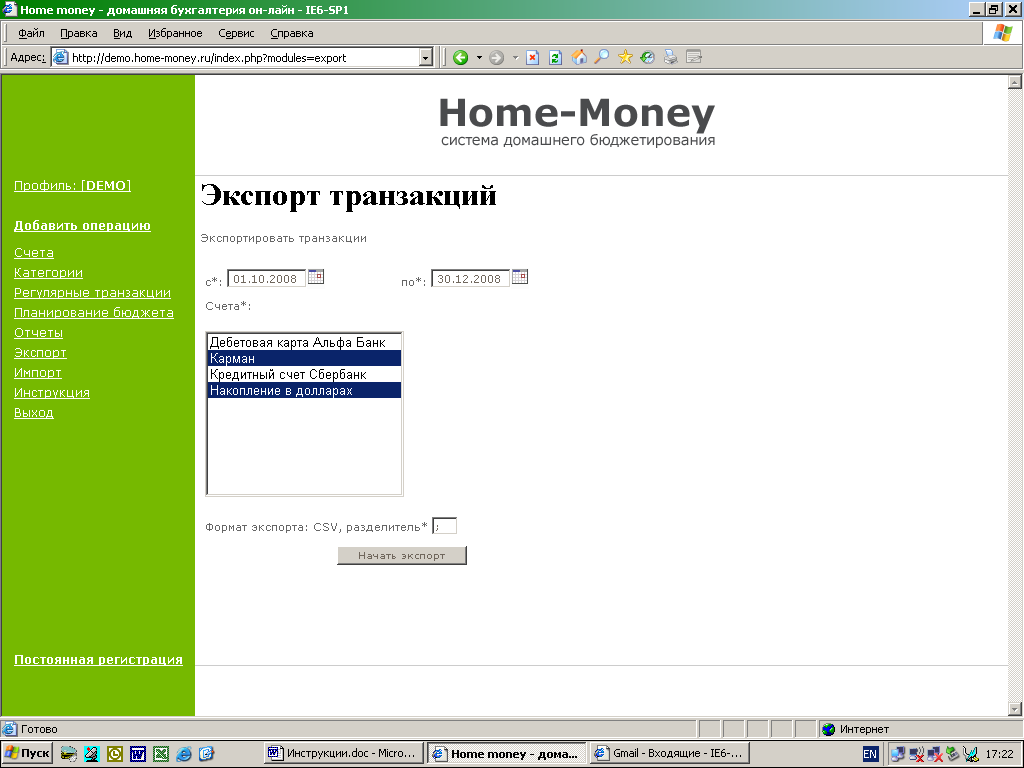 Home money - домашняя бухгалтерия он-лайн - IE6-SP1
Файл Правка Вид Избранное Сервис Справка
Адрес: http://demo.home-money.ru/index.php?modules=export
Home-Money
система домашнего бюджетирования
Профиль: [DEMO]
Добавить операцию
Счета
Категории
Регулярные транзакции
Планирование бюджета
Отчеты
Экспорт
Импорт
Инструкция
Выход
Постоянная регистрация
Экспорт транзакций
Экспортировать транзакции
с*: 01.10.2008 по*: 30.12.2008
Счета*:
Дебетовая карта Альфа Банк
Карман
Кредитный счет Сбербанк
Накопление в долларах
Формат экспорта: CSV, разделитель* ;
Начать экспорт
Готово Интернет
Пуск Инструкции.doc - Micro... Home money - дома... Gmail - Входящие - IE6-... EN 17:22